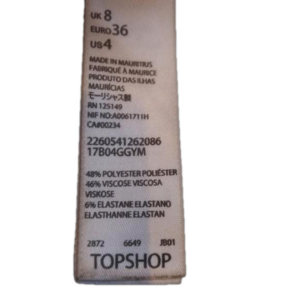 UK 8
EURO 36
US 4
MADE IN MAURITIUS
FABRIQUÉ À MAURICE
PRODUTO DAS ILHAS
MAURÍCIAS
モーリシャス製
RN 125149
NIF NO:A0061711H
CA#00234
2260541262086
17B04GGYM
48% POLYESTER POLIÉSTER
46% VISCOSE VISCOSA
VISKOSE
6% ELASTANE ELASTANO
ELASTHANNE ELASTAN
2872 6649 JB01
TOPSHOP